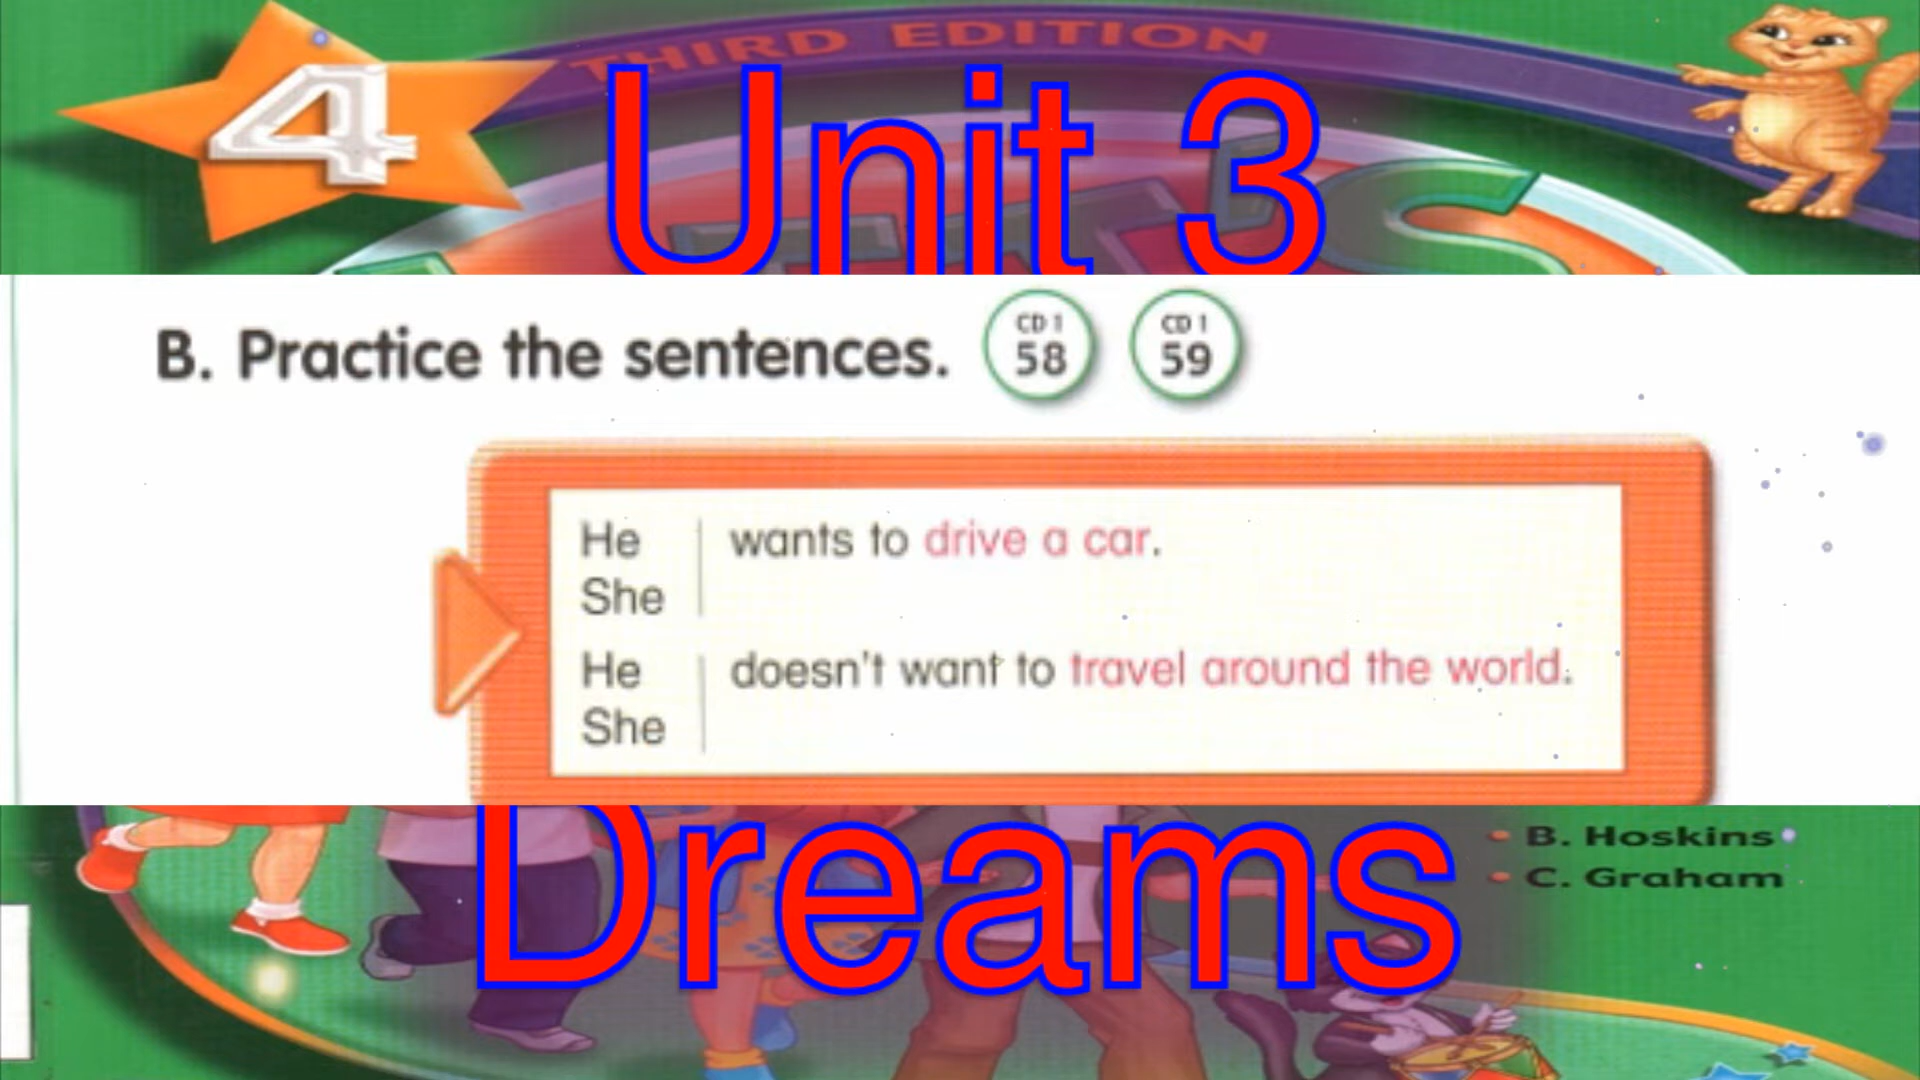 4
THIRD EDITION
Unit 3
B. Practice the sentences.
CD 1
58
CD 1
59
He
She
wants to drive a car.
He
She
doesn't want to travel around the world.
Dreams
B. Hoskins
C. Graham